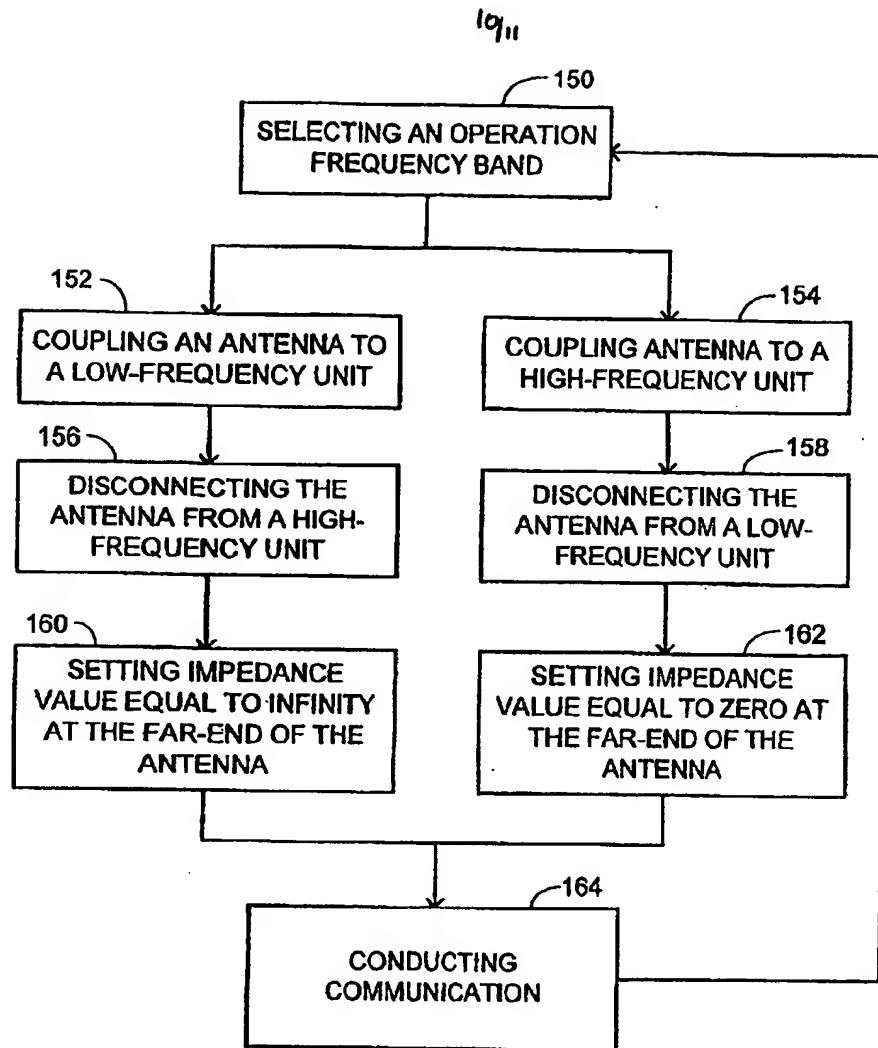 10/11
150
SELECTING AN OPERATION
FREQUENCY BAND
152
COUPLING AN ANTENNA TO
A LOW-FREQUENCY UNIT
154
COUPLING ANTENNA TO A
HIGH-FREQUENCY UNIT
156
DISCONNECTING THE
ANTENNA FROM A HIGH-
FREQUENCY UNIT
158
DISCONNECTING THE
ANTENNA FROM A LOW-
FREQUENCY UNIT
160
SETTING IMPEDANCE
VALUE EQUAL TO INFINITY
AT THE FAR-END OF THE
ANTENNA
162
SETTING IMPEDANCE
VALUE EQUAL TO ZERO AT
THE FAR-END OF THE
ANTENNA
164
CONDUCTING
COMMUNICATION